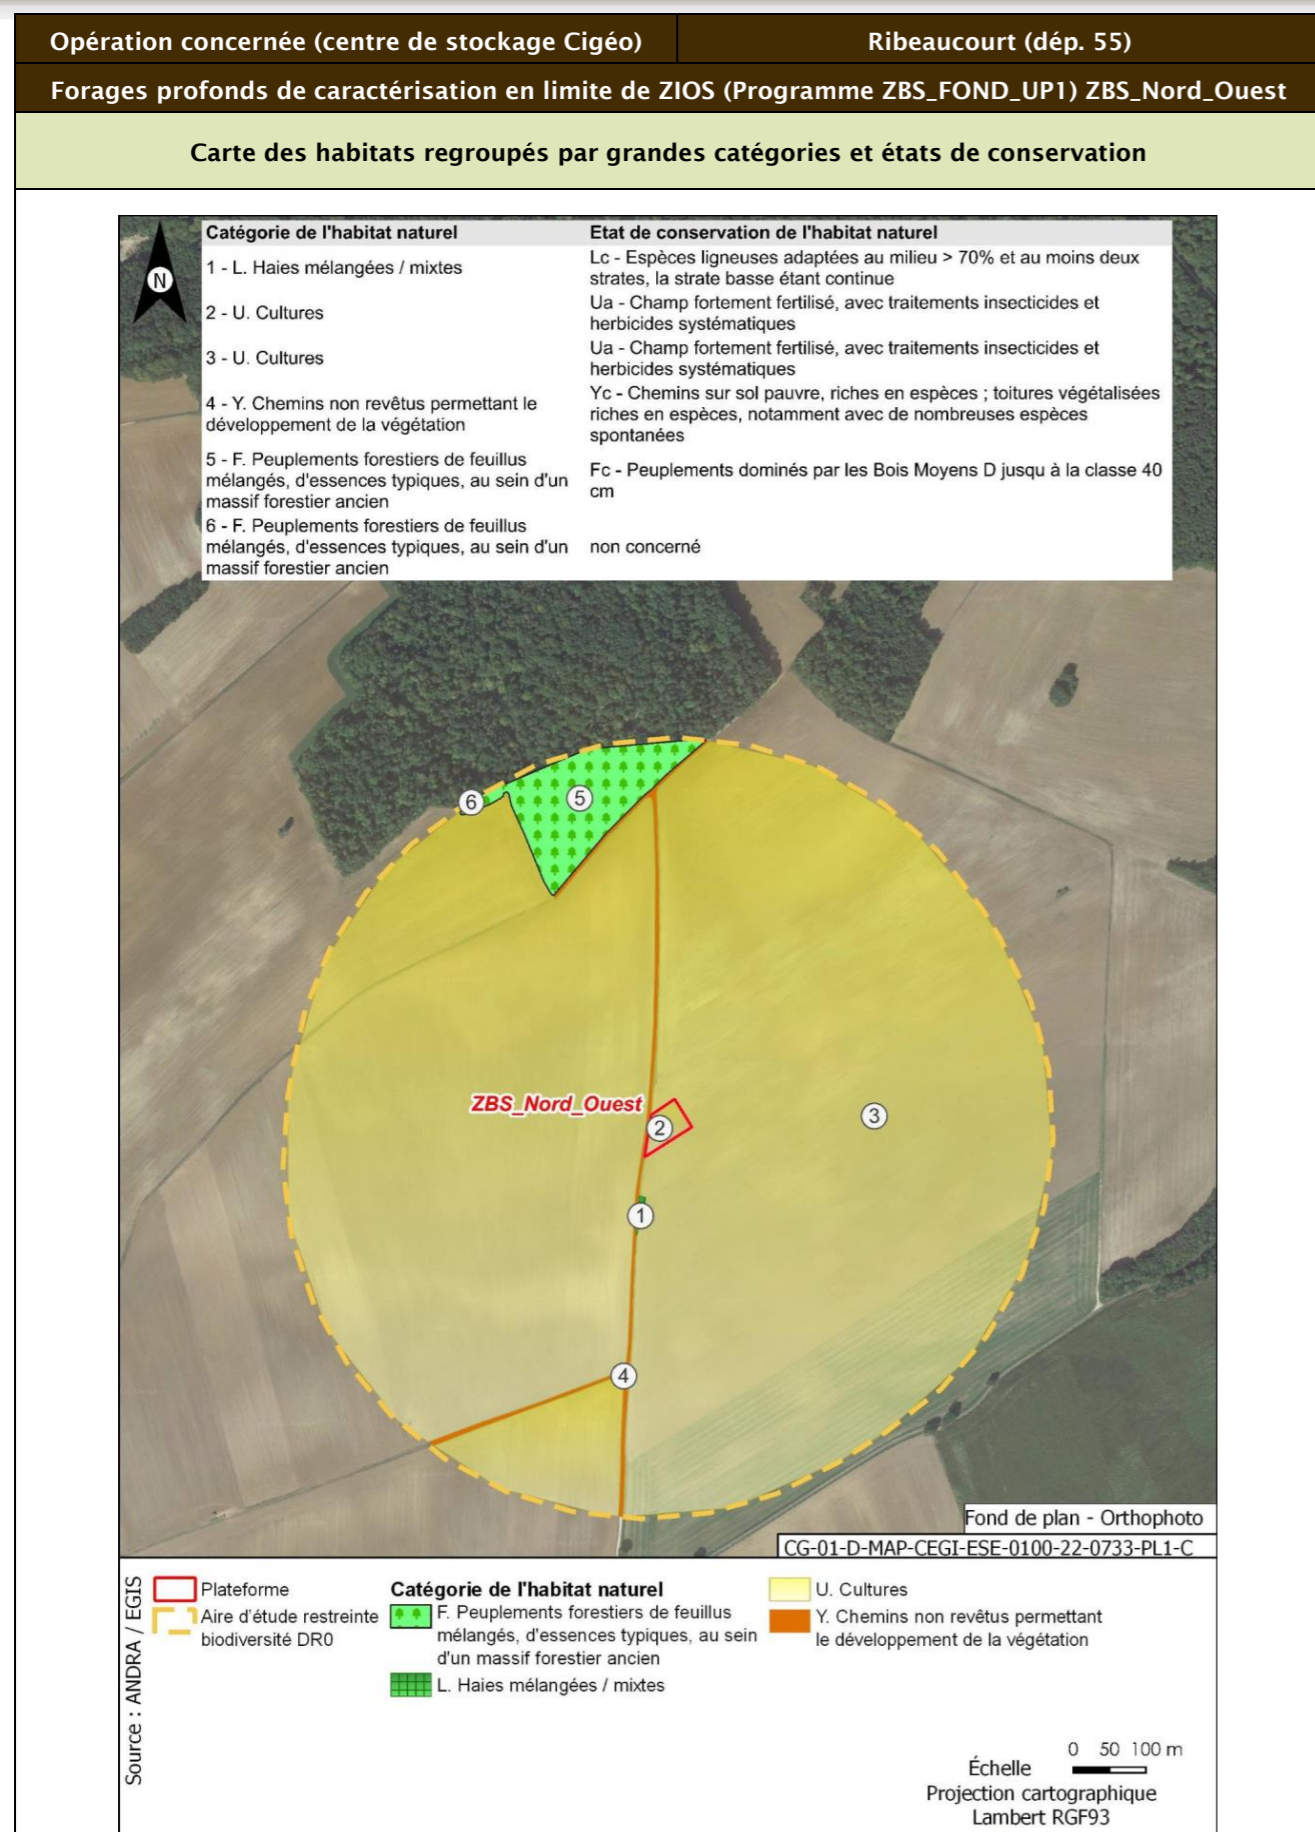 Opération concernée (centre de stockage Cigéo)
Ribeaucourt (dép. 55)
Forages profonds de caractérisation en limite de ZIOS (Programme ZBS_FOND_UP1) ZBS_Nord_Ouest
Carte des habitats regroupés par grandes catégories et états de conservation
N
Catégorie de l'habitat naturel
Etat de conservation de l'habitat naturel
1 - L. Haies mélangées / mixtes
Lc - Espèces ligneuses adaptées au milieu > 70% et au moins deux
strates, la strate basse étant continue
2 - U. Cultures
Ua - Champ fortement fertilisé, avec traitements insecticides et
herbicides systématiques
3 - U. Cultures
Ua - Champ fortement fertilisé, avec traitements insecticides et
herbicides systématiques
4 - Y. Chemins non revêtus permettant le
développement de la végétation
Yc - Chemins sur sol pauvre, riches en espèces ; toitures végétalisées
riches en espèces, notamment avec de nombreuses espèces
spontanées
5 - F. Peuplements forestiers de feuillus
mélangés, d'essences typiques, au sein d'un
massif forestier ancien
Fc - Peuplements dominés par les Bois Moyens D jusqu à la classe 40
cm
6 - F. Peuplements forestiers de feuillus
mélangés, d'essences typiques, au sein d'un
massif forestier ancien
non concerné
6
5
ZBS_Nord_Ouest
2
3
1
4
Fond de plan - Orthophoto
CG-01-D-MAP-CEGI-ESE-0100-22-0733-PL1-C
Source : ANDRA / EGIS
Plateforme
Aire d'étude restreinte
biodiversité DR0
Catégorie de l'habitat naturel
F. Peuplements forestiers de feuillus
mélangés, d'essences typiques, au sein
d'un massif forestier ancien
L. Haies mélangées / mixtes
U. Cultures
Y. Chemins non revêtus permettant
le développement de la végétation
0 50 100 m
Échelle
Projection cartographique
Lambert RGF93